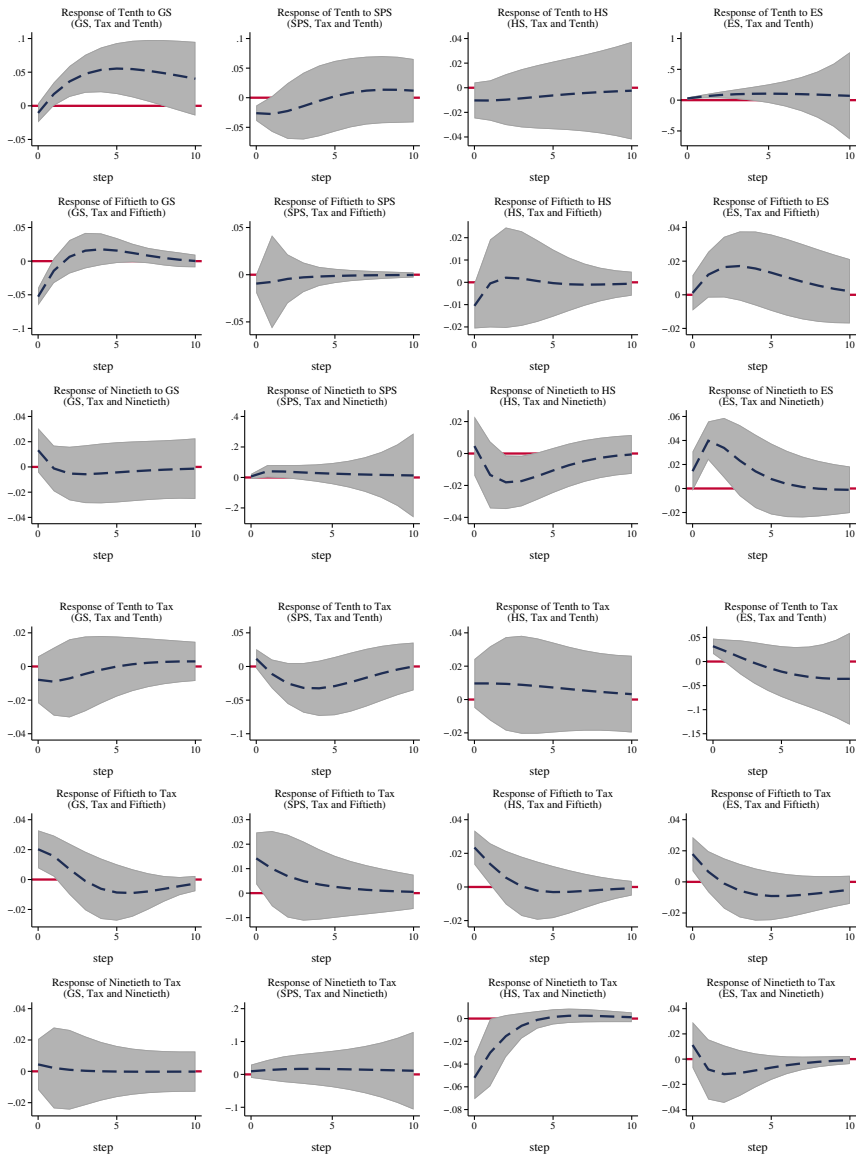 Response of Tenth to GS
(GS, Tax and Tenth)
.1
.05
0
-.05
0
5
10
step
Response of Tenth to SPS
(SPS, Tax and Tenth)
.1
.05
0
-.05
0
5
10
step
Response of Tenth to HS
(HS, Tax and Tenth)
.04
.02
0
-.02
-.04
0
5
10
step
Response of Tenth to ES
(ES, Tax and Tenth)
1
.5
0
-.5
0
5
10
step
Response of Fiftieth to GS
(GS, Tax and Fiftieth)
.05
0
-.05
-.1
0
5
10
step
Response of Fiftieth to SPS
(SPS, Tax and Fiftieth)
.05
0
-.05
0
5
10
step
Response of Fiftieth to HS
(HS, Tax and Fiftieth)
.02
.01
0
-.01
-.02
0
5
10
step
Response of Fiftieth to ES
(ES, Tax and Fiftieth)
.04
.02
0
-.02
0
5
10
step
Response of Ninetieth to GS
(GS, Tax and Ninetieth)
.04
.02
0
-.02
-.04
0
5
10
step
Response of Ninetieth to SPS
(SPS, Tax and Ninetieth)
.4
.2
0
-.2
0
5
10
step
Response of Ninetieth to HS
(HS, Tax and Ninetieth)
.02
0
-.02
-.04
0
5
10
step
Response of Ninetieth to ES
(ES, Tax and Ninetieth)
.06
.04
.02
0
-.02
0
5
10
step
Response of Tenth to Tax
(GS, Tax and Tenth)
.02
0
-.02
-.04
0
5
10
step
Response of Tenth to Tax
(SPS, Tax and Tenth)
.05
0
-.05
-.1
0
5
10
step
Response of Tenth to Tax
(HS, Tax and Tenth)
.04
.02
0
-.02
0
5
10
step
Response of Tenth to Tax
(ES, Tax and Tenth)
.05
0
-.05
-.1
-.15
0
5
10
step
Response of Fiftieth to Tax
(GS, Tax and Fiftieth)
.04
.02
0
-.02
0
5
10
step
Response of Fiftieth to Tax
(SPS, Tax and Fiftieth)
.03
.02
.01
0
-.01
0
5
10
step
Response of Fiftieth to Tax
(HS, Tax and Fiftieth)
.04
.02
0
-.02
0
5
10
step
Response of Fiftieth to Tax
(ES, Tax and Fiftieth)
.04
.02
0
-.02
0
5
10
step
Response of Ninetieth to Tax
(GS, Tax and Ninetieth)
.04
.02
0
-.02
0
5
10
step
Response of Ninetieth to Tax
(SPS, Tax and Ninetieth)
.2
.1
0
-.1
0
5
10
step
Response of Ninetieth to Tax
(HS, Tax and Ninetieth)
0
-.02
-.04
-.06
-.08
0
5
10
step
Response of Ninetieth to Tax
(ES, Tax and Ninetieth)
.04
.02
0
-.02
-.04
0
5
10
step